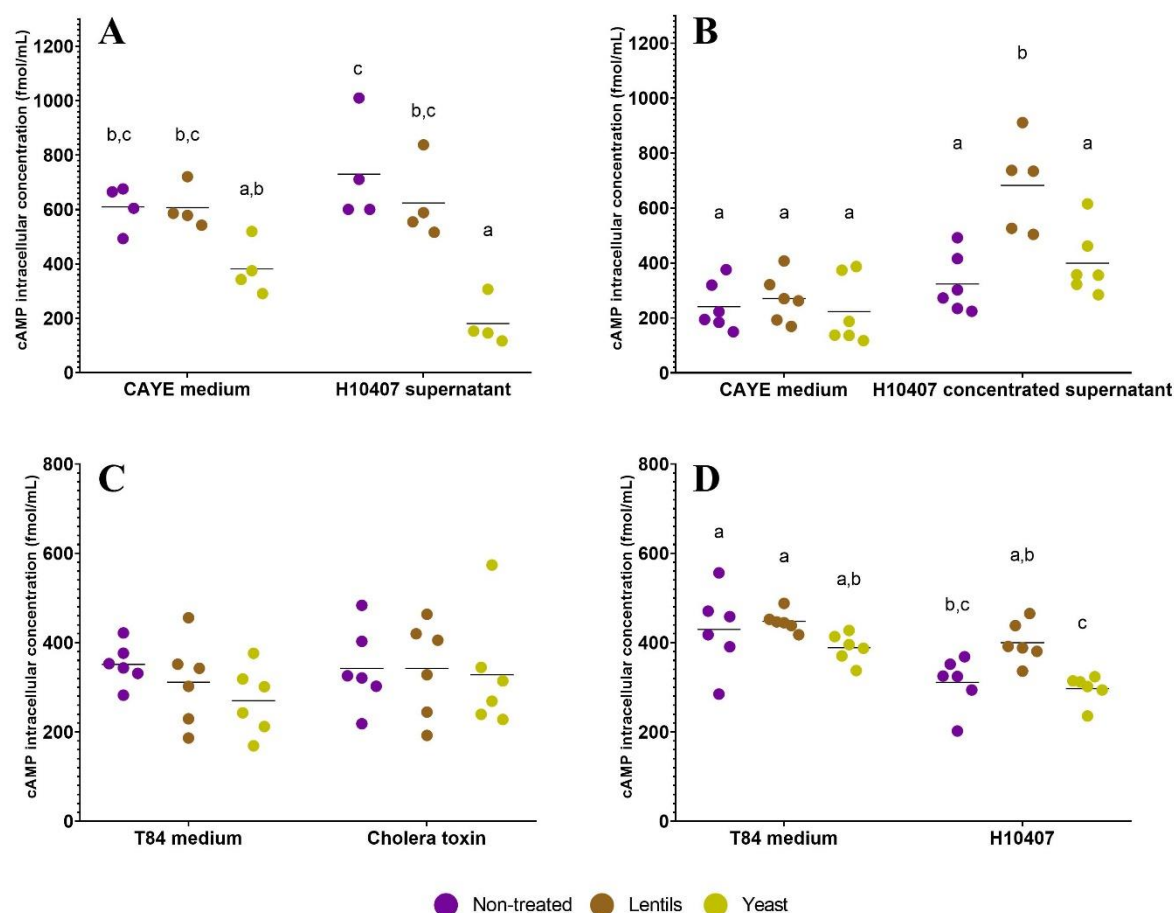 A
cAMP intracellular concentration (fmol/mL)
1200
1000
800
600
400
200
0
b,c
b,c
a,b
c
b,c
a
CAYE medium
H10407 supernatant
B
cAMP intracellular concentration (fmol/mL)
1200
1000
800
600
400
200
0
a
a
a
a
b
a
CAYE medium
H10407 concentrated supernatant
C
cAMP intracellular concentration (fmol/mL)
800
600
400
200
0
T84 medium
Cholera toxin
D
cAMP intracellular concentration (fmol/mL)
800
600
400
200
0
a
a
a,b
b,c
a,b
c
T84 medium
H10407
Non-treated
Lentils
Yeast